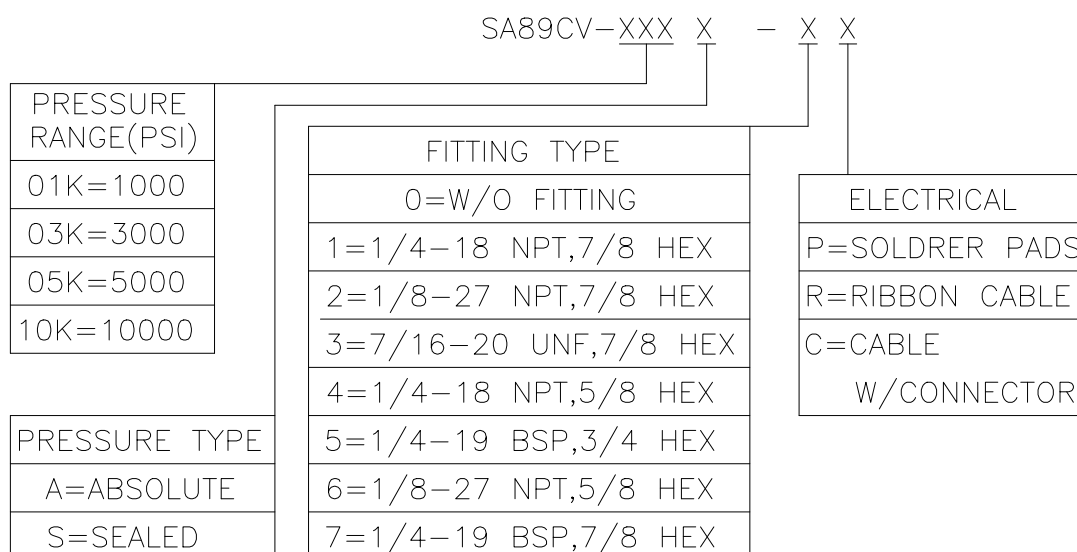 SA89CV-XXX X - X X
PRESSURE
RANGE(PSI)
01K=1000
03K=3000
05K=5000
10K=10000
PRESSURE TYPE
A=ABSOLUTE
S=SEALED
FITTING TYPE
0=W/O FITTING
1=1/4-18 NPT,7/8 HEX
2=1/8-27 NPT,7/8 HEX
3=7/16-20 UNF,7/8 HEX
4=1/4-18 NPT,5/8 HEX
5=1/4-19 BSP,3/4 HEX
6=1/8-27 NPT,5/8 HEX
7=1/4-19 BSP,7/8 HEX
ELECTRICAL
P=SOLDRER PADS
R=RIBBON CABLE
C=CABLE
W/CONNECTOR